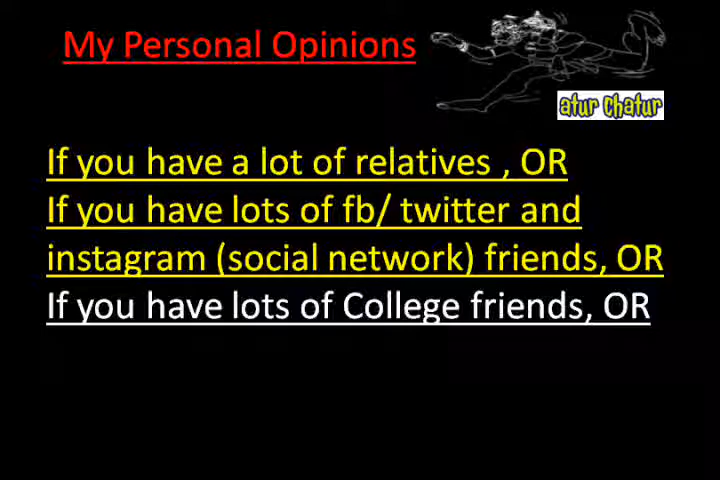 My Personal Opinions
atur chatur
If you have a lot of relatives , OR
If you have lots of fb/ twitter and
instagram (social network) friends, OR
If you have lots of College friends, OR